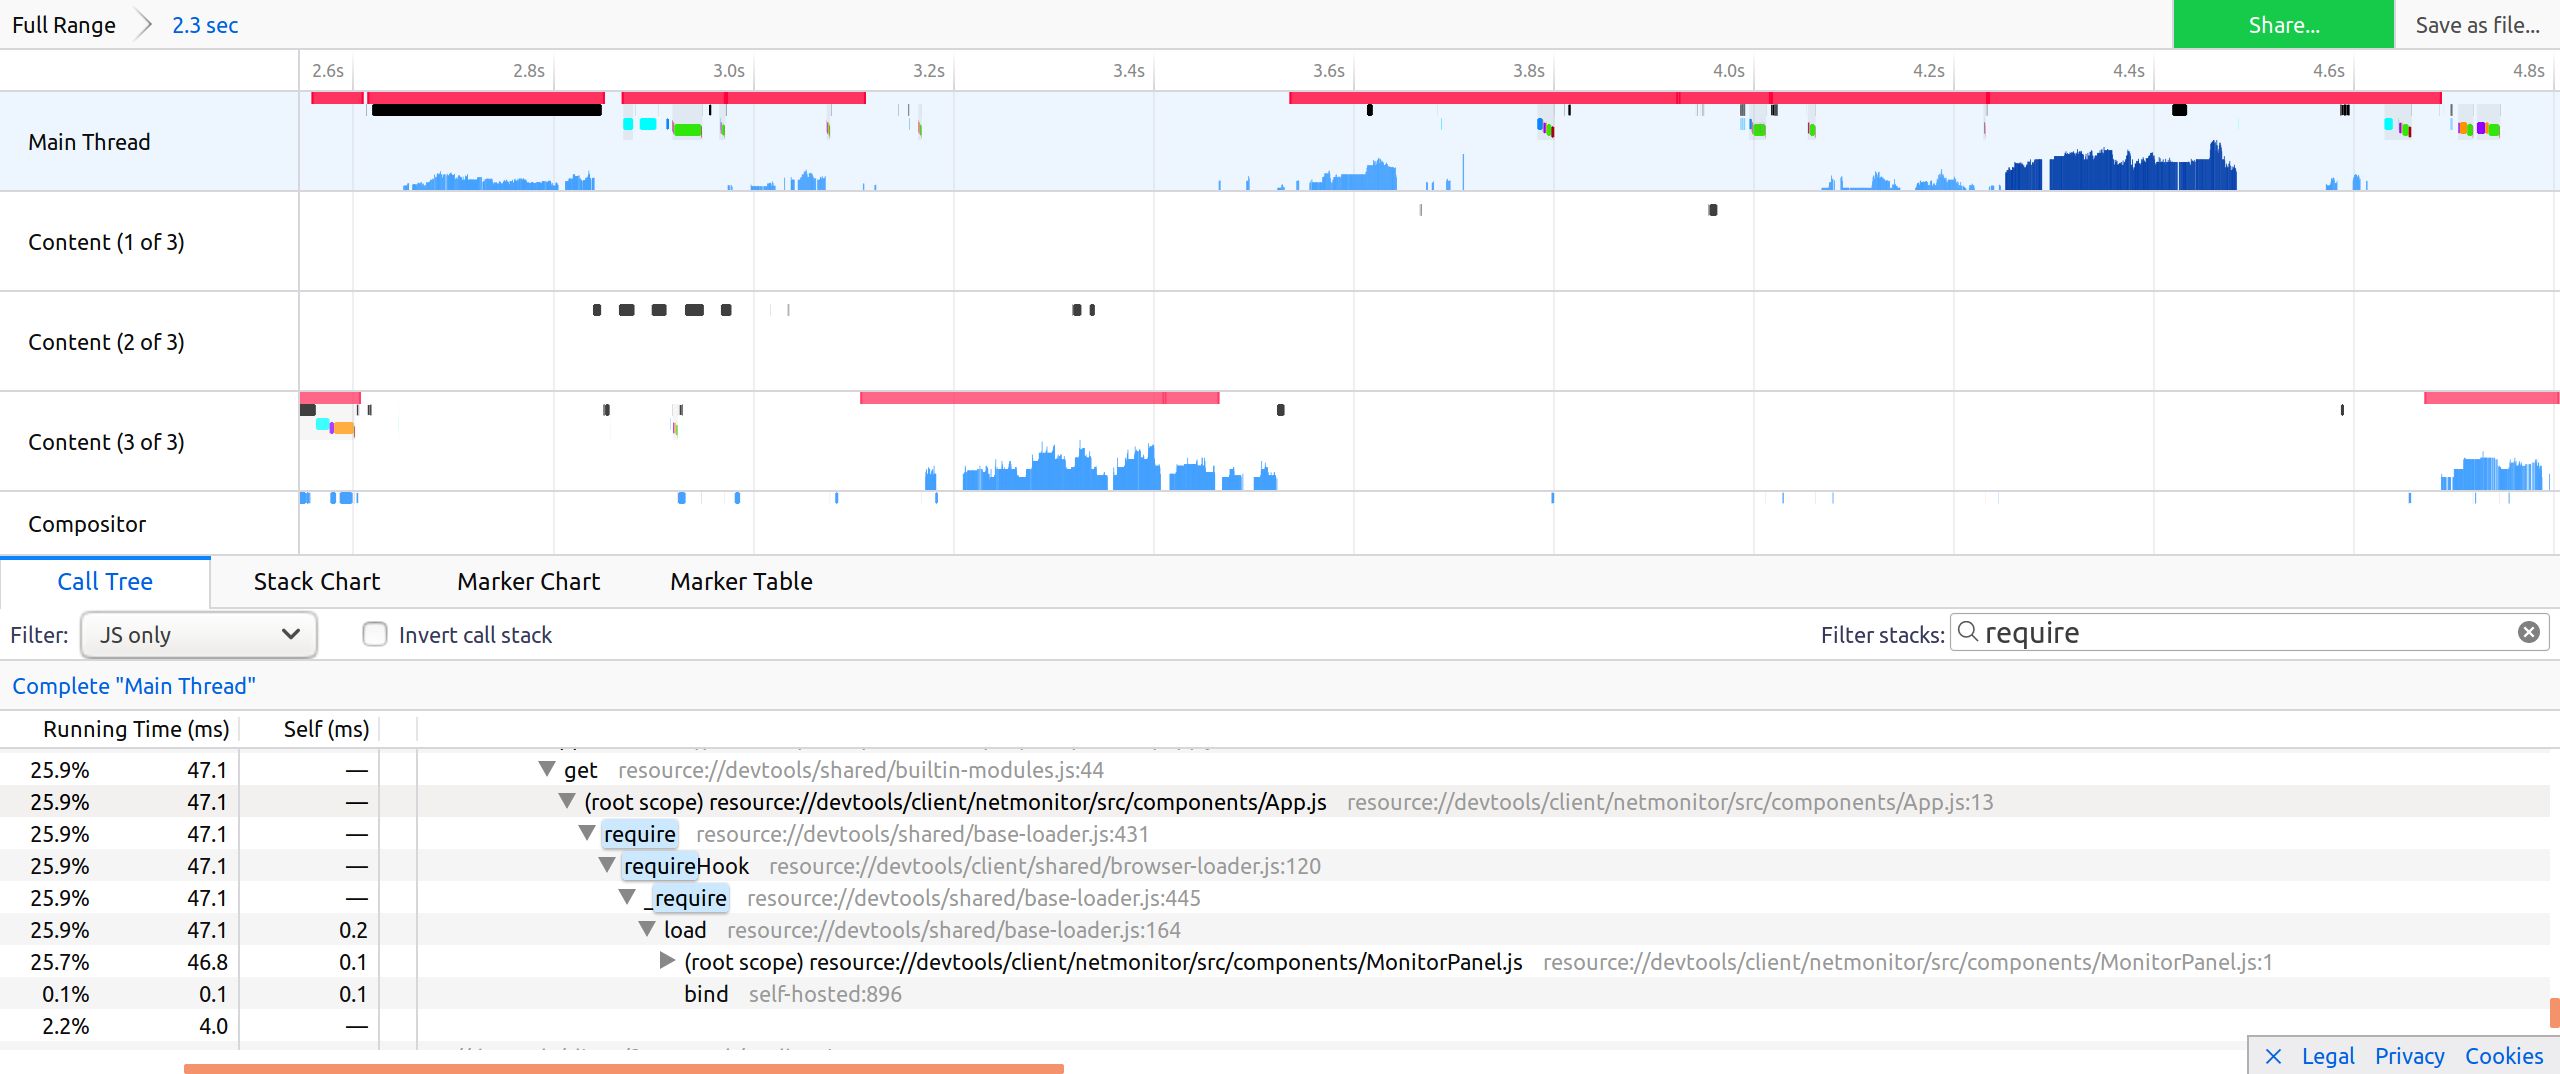 Full Range 2.3 sec Share... Save as file...
2.6s 2.8s 3.0s 3.2s 3.4s 3.6s 3.8s 4.0s 4.2s 4.4s 4.6s 4.8s
Main Thread
Content (1 of 3)
Content (2 of 3)
Content (3 of 3)
Compositor
Call Tree Stack Chart Marker Chart Marker Table
Filter: JS only Invert call stack Filter stacks: require
Complete "Main Thread"
Running Time (ms) Self (ms)
25.9% 47.1 — get resource://devtools/shared/builtin-modules.js:44
25.9% 47.1 — (root scope) resource://devtools/client/netmonitor/src/components/App.js resource://devtools/client/netmonitor/src/components/App.js:13
25.9% 47.1 — require resource://devtools/shared/base-loader.js:431
25.9% 47.1 — requireHook resource://devtools/client/shared/browser-loader.js:120
25.9% 47.1 — _require resource://devtools/shared/base-loader.js:445
25.9% 47.1 0.2 load resource://devtools/shared/base-loader.js:164
25.7% 46.8 0.1 (root scope) resource://devtools/client/netmonitor/src/components/MonitorPanel.js resource://devtools/client/netmonitor/src/components/MonitorPanel.js:1
0.1% 0.1 0.1 bind self-hosted:896
2.2% 4.0 —
Legal Privacy Cookies